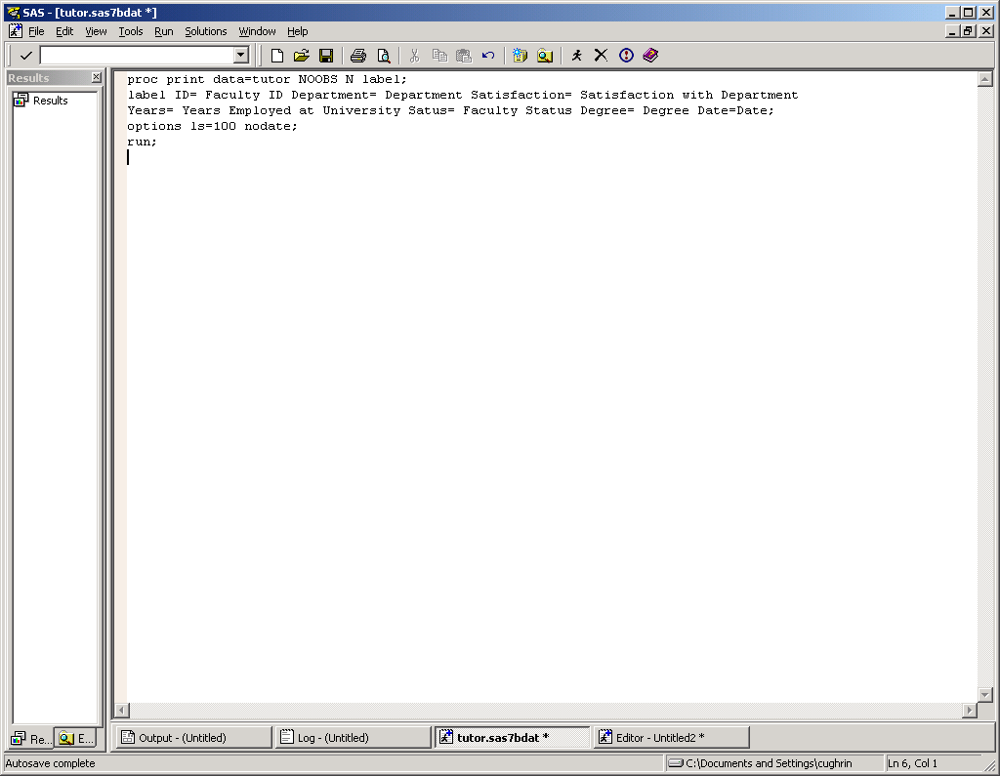 SAS - [tutor.sas7bdat *]
File Edit View Tools Run Solutions Window Help
Results
Results
proc print data=tutor NOOBS N label;
label ID= Faculty ID Department= Department Satisfaction= Satisfaction with Department
Years= Years Employed at University Satus= Faculty Status Degree= Degree Date=Date;
options ls=100 nodate;
run;
Re... E...
Output - (Untitled) Log - (Untitled) tutor.sas7bdat * Editor - Untitled2 *
Autosave complete C:\Documents and Settings\cughrin Ln 6, Col 1